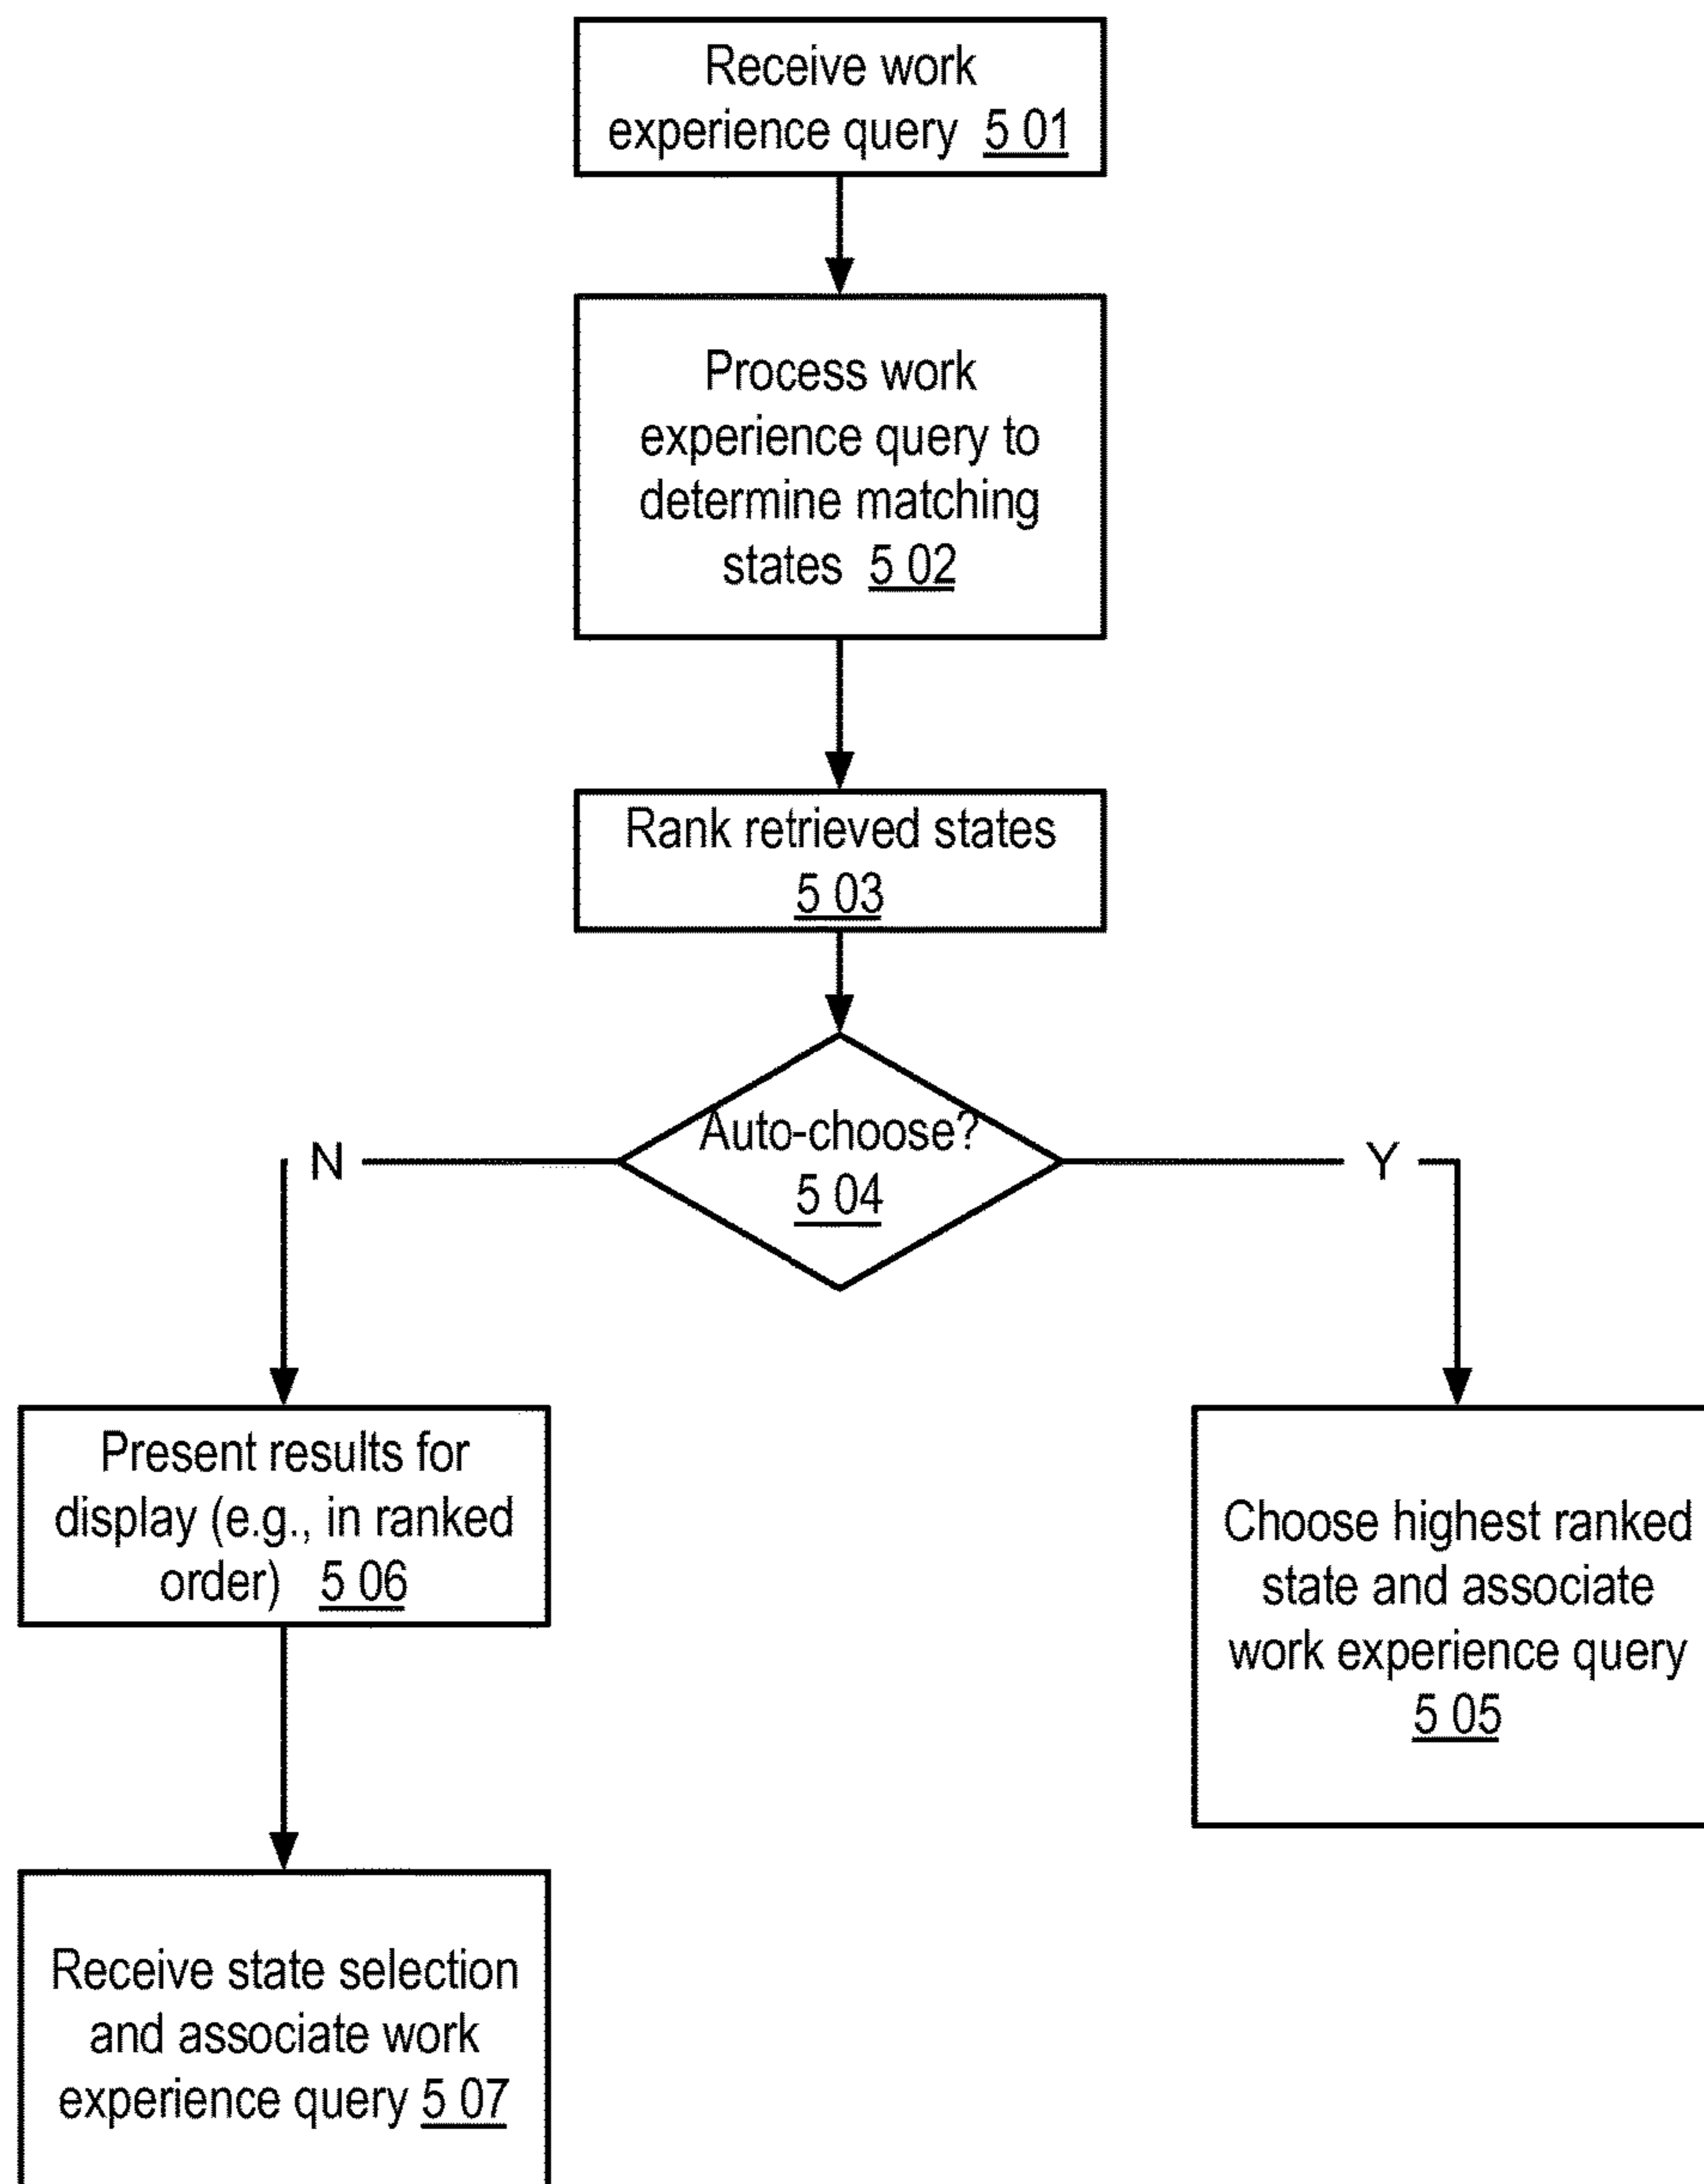 Receive work
experience query 5 01
Process work
experience query to
determine matching
states 5 02
Rank retrieved states
5 03
Auto-choose?
5 04
N
Y
Present results for
display (e.g., in ranked
order) 5 06
Choose highest ranked
state and associate
work experience query
5 05
Receive state selection
and associate work
experience query 5 07